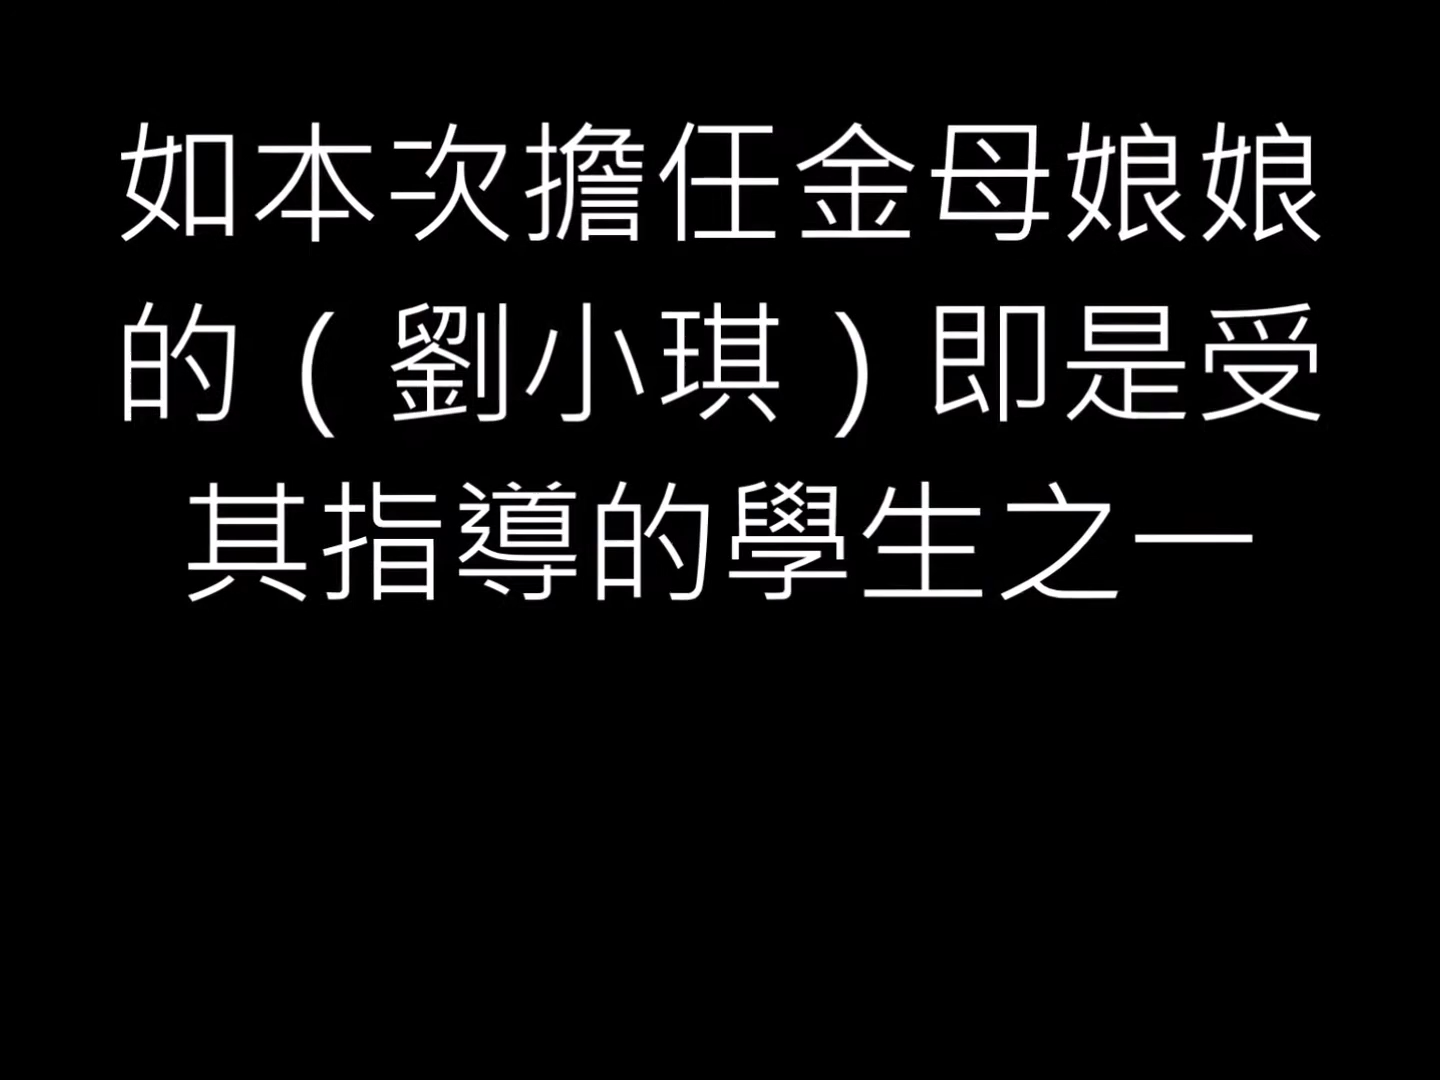 如本次擔任金母娘娘
的（劉小琪）即是受
其指導的學生之一